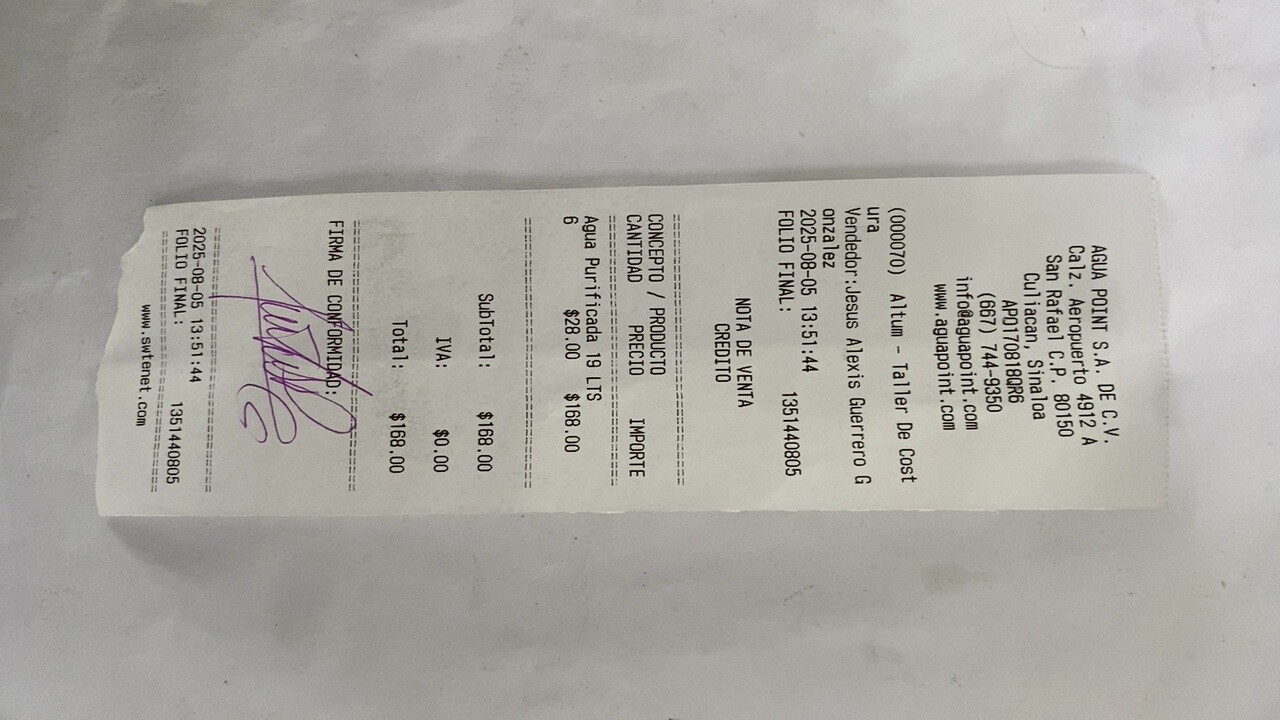 AGUA POINT S.A. DE C.V.
Calz. Aeropuerto 4912 A
San Rafael C.P. 80150
Culiacan, Sinaloa
APO170818QR6
(667) 744-9350
info@aguapoint.com
www.aguapoint.com
(000070) Altum - Taller De Cost
ura
Vendedor:Jesus Alexis Guerrero G
onzalez
2025-08-05 13:51:44
FOLIO FINAL: 1351440805
NOTA DE VENTA
CREDITO
CONCEPTO / PRODUCTO
CANTIDAD PRECIO IMPORTE
Agua Purificada 19 LTS
6 $28.00 $168.00
SubTotal: $168.00
IVA: $0.00
Total: $168.00
FIRMA DE CONFORMIDAD:
2025-08-05 13:51:44
FOLIO FINAL: 1351440805
www.swtenet.com